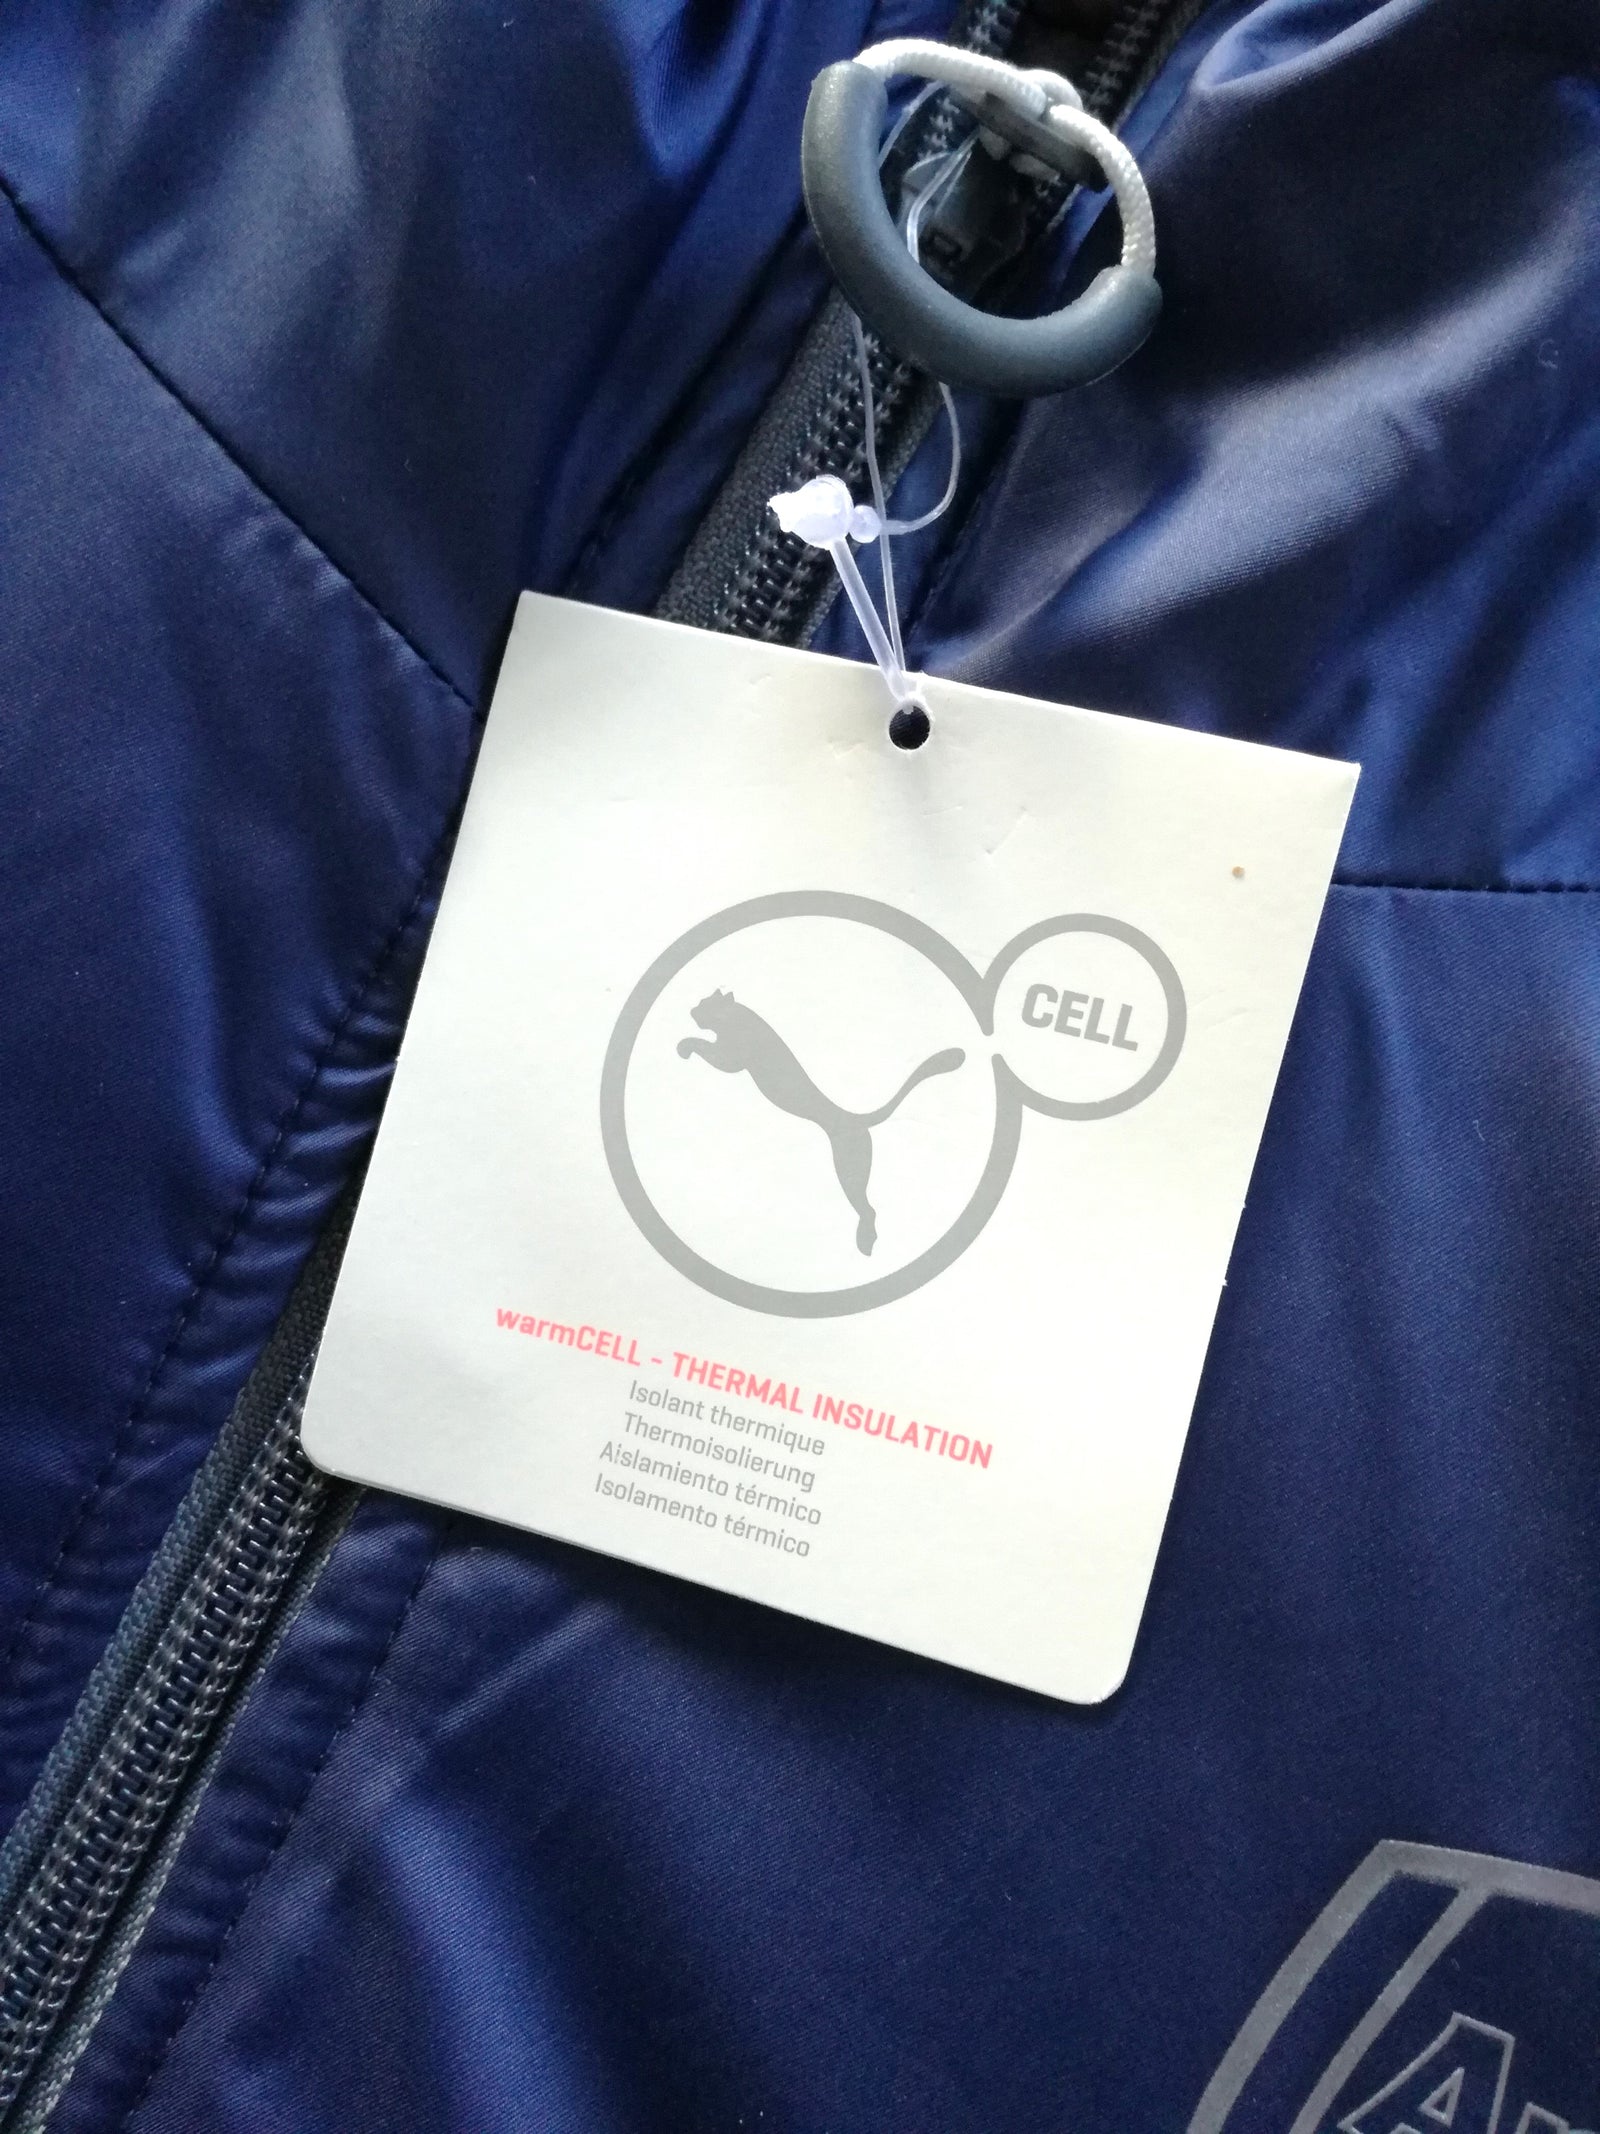 CELL
warmCELL - THERMAL INSULATION
Isolant thermique
Thermoisolierung
Aislamiento térmico
Isolamento térmico